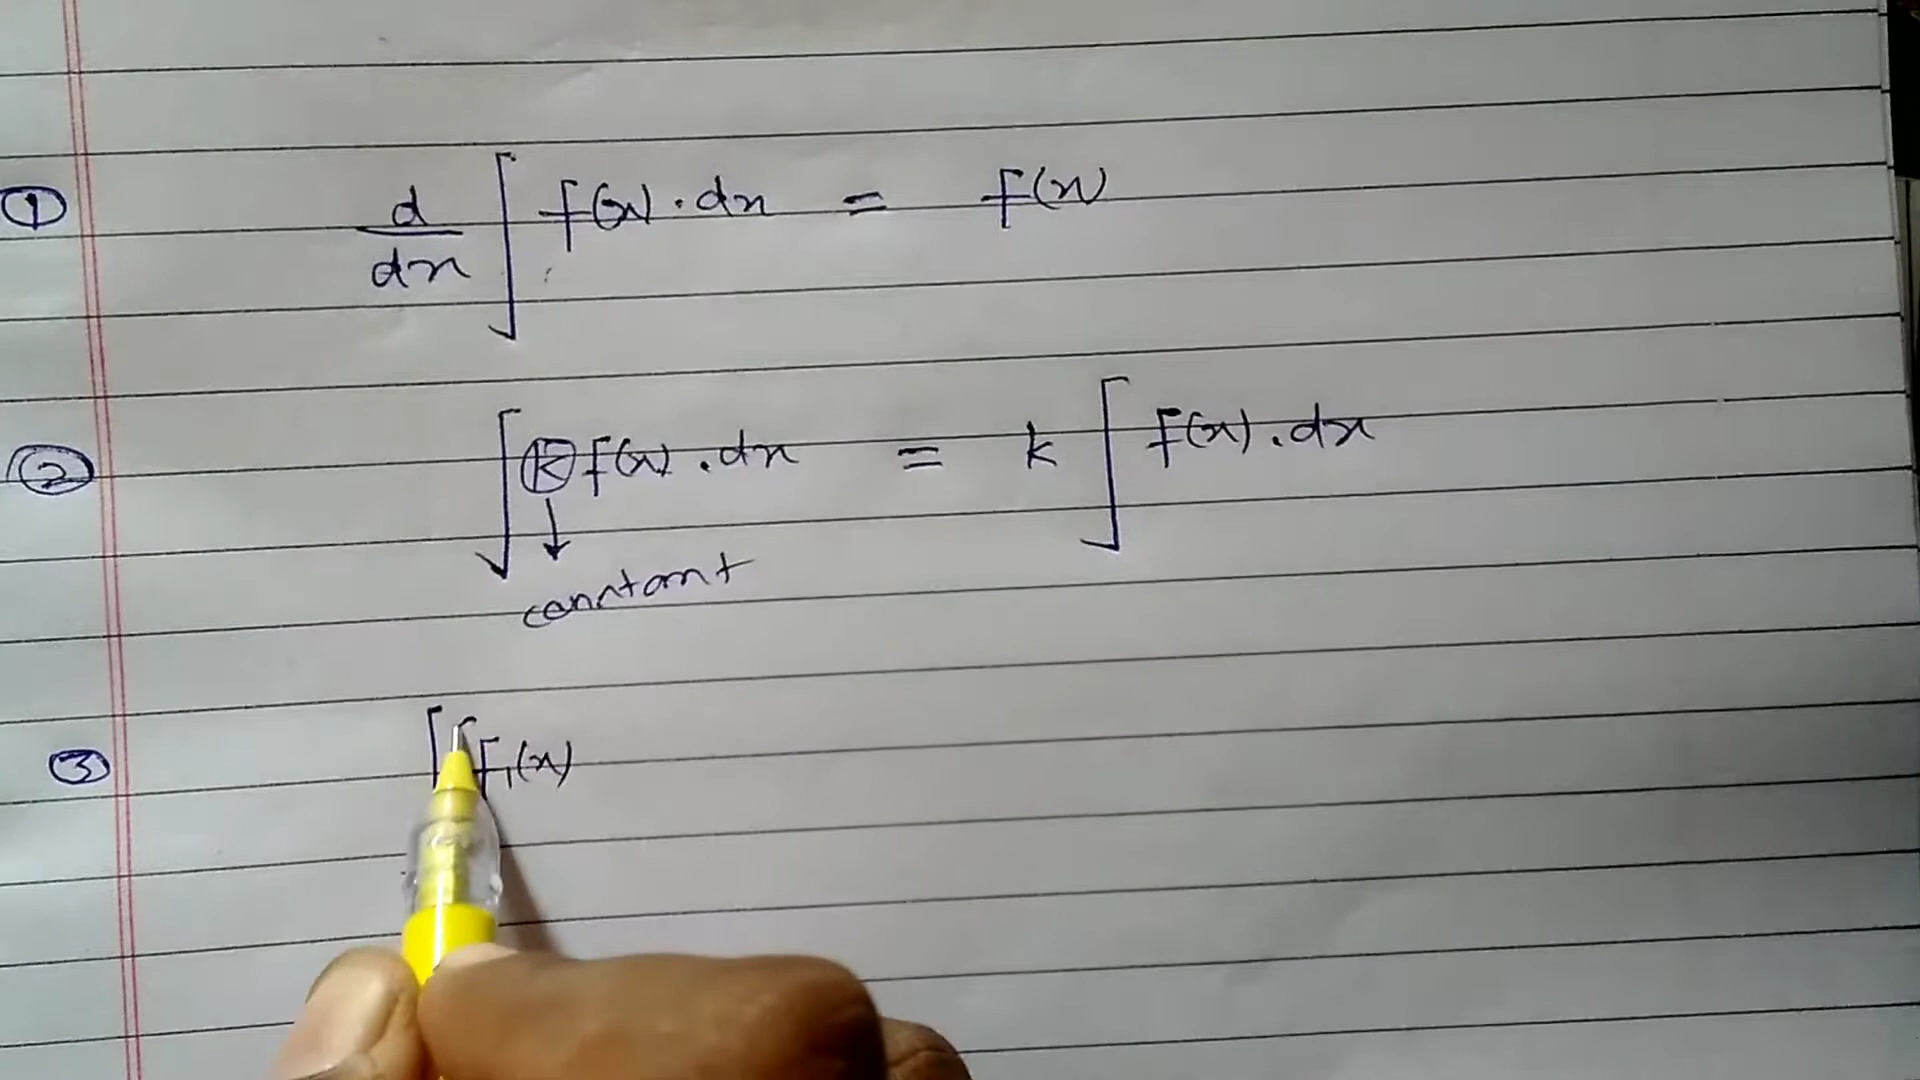 ① d/dx ∫ f(x) · dx = f(x)
② ∫ k f(x) . dx = k ∫ f(x) . dx
constant
③ ∫ { f₁(x)